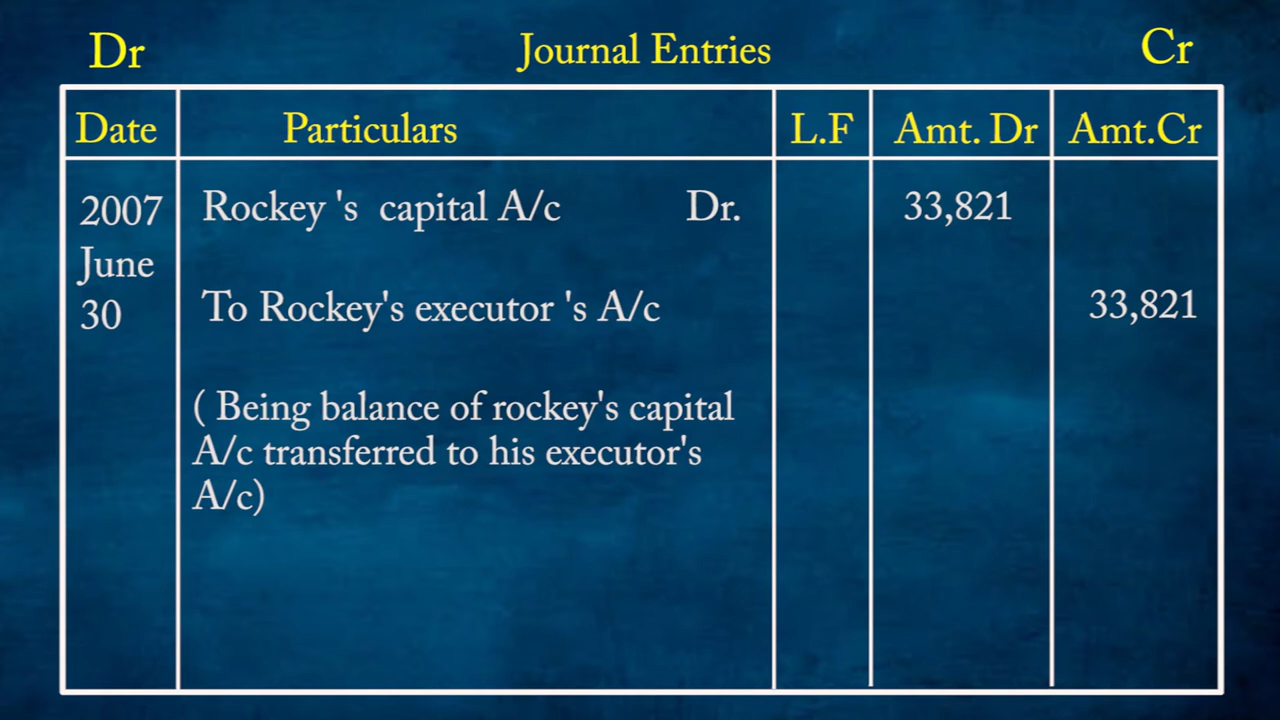 Dr Journal Entries Cr
Date Particulars L.F Amt. Dr Amt.Cr
2007 Rockey 's capital A/c Dr. 33,821
June
30 To Rockey's executor 's A/c 33,821
( Being balance of rockey's capital
A/c transferred to his executor's
A/c)